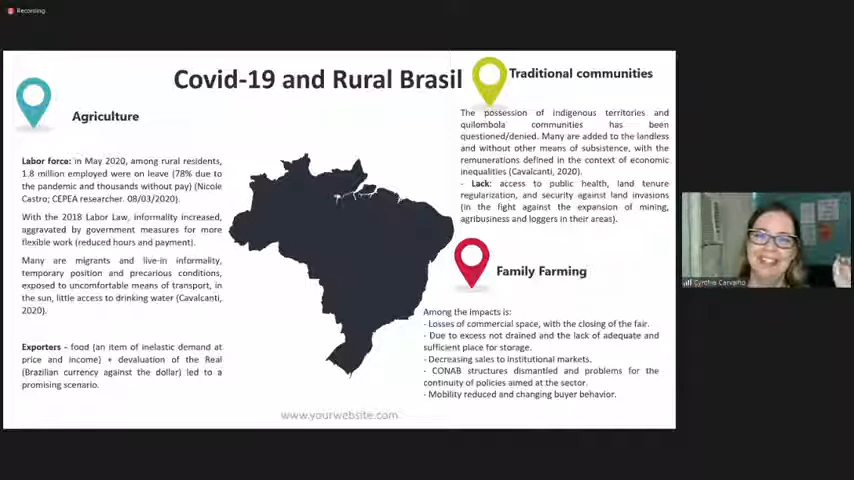 Recording
Covid-19 and Rural Brasil
Agriculture
Labor force: in May 2020, among rural residents,
1.8 million employed were on leave (78% due to
the pandemic and thousands without pay) (Nicole
Castro; CEPEA researcher. 08/03/2020).
With the 2018 Labor Law, informality increased,
aggravated by government measures for more
flexible work (reduced hours and payment).
Many are migrants and live-in informality,
temporary position and precarious conditions,
exposed to uncomfortable means of transport, in
the sun, little access to drinking water (Cavalcanti,
2020).
Exporters - food (an item of inelastic demand at
price and income) + devaluation of the Real
(Brazilian currency against the dollar) led to a
promising scenario.
Traditional communities
The possession of indigenous territories and
quilombola communities has been
questioned/denied. Many are added to the landless
and without other means of subsistence, with the
remunerations defined in the context of economic
inequalities (Cavalcanti, 2020).
- Lack: access to public health, land tenure
regularization, and security against land invasions
(in the fight against the expansion of mining,
agribusiness and loggers in their areas).
Family Farming
Among the impacts is:
- Losses of commercial space, with the closing of the fair.
- Due to excess not drained and the lack of adequate and
sufficient place for storage.
- Decreasing sales to institutional markets.
- CONAB structures dismantled and problems for the
continuity of policies aimed at the sector.
- Mobility reduced and changing buyer behavior.
www.yourwebsite.com
Cynthia Carvalho